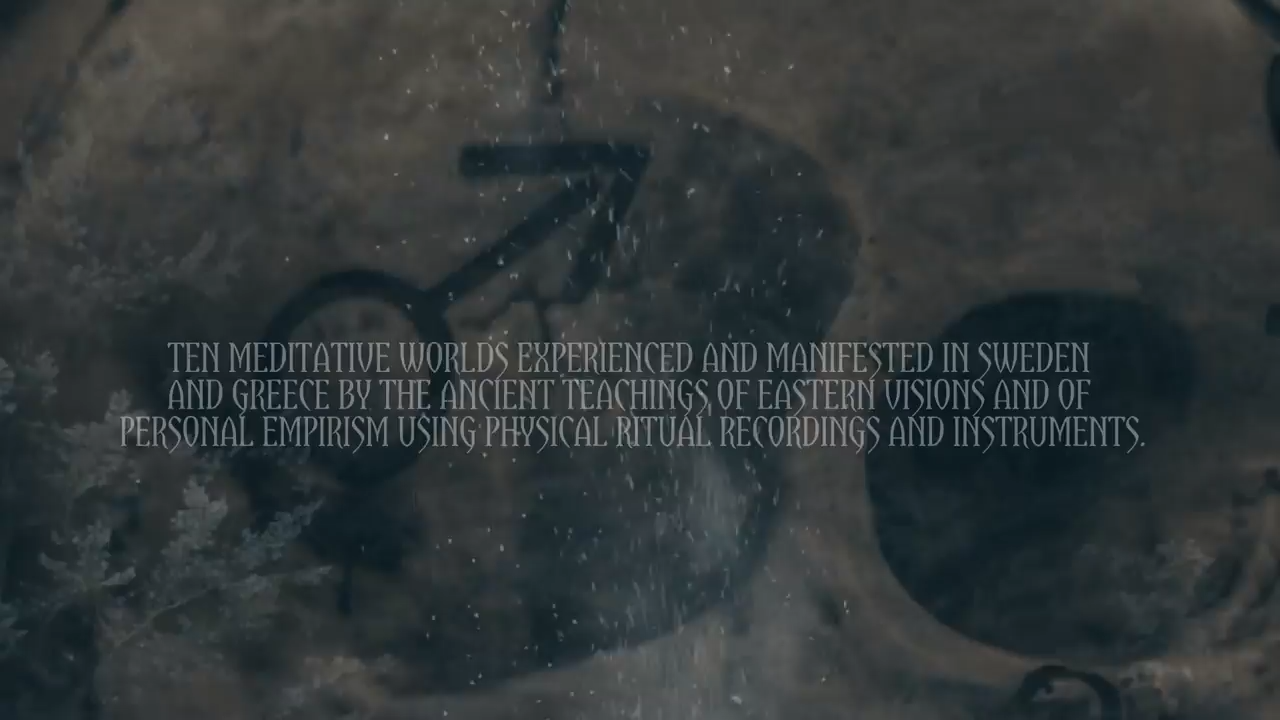 TEN MEDITATIVE WORLDS EXPERIENCED AND MANIFESTED IN SWEDEN
AND GREECE BY THE ANCIENT TEACHINGS OF EASTERN VISIONS AND OF
PERSONAL EMPIRISM USING PHYSICAL RITUAL RECORDINGS AND INSTRUMENTS.